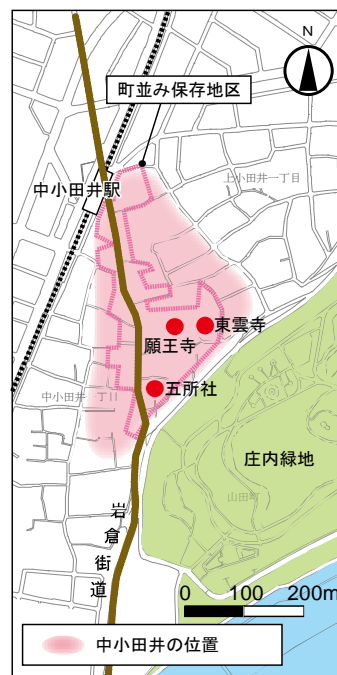 N
町並み保存地区
上小田井一丁目
中小田井駅
東雲寺
願王寺
五所社
中小田井 丁目
庄内緑地
山田町
岩倉街道
0 100 200m
中小田井の位置